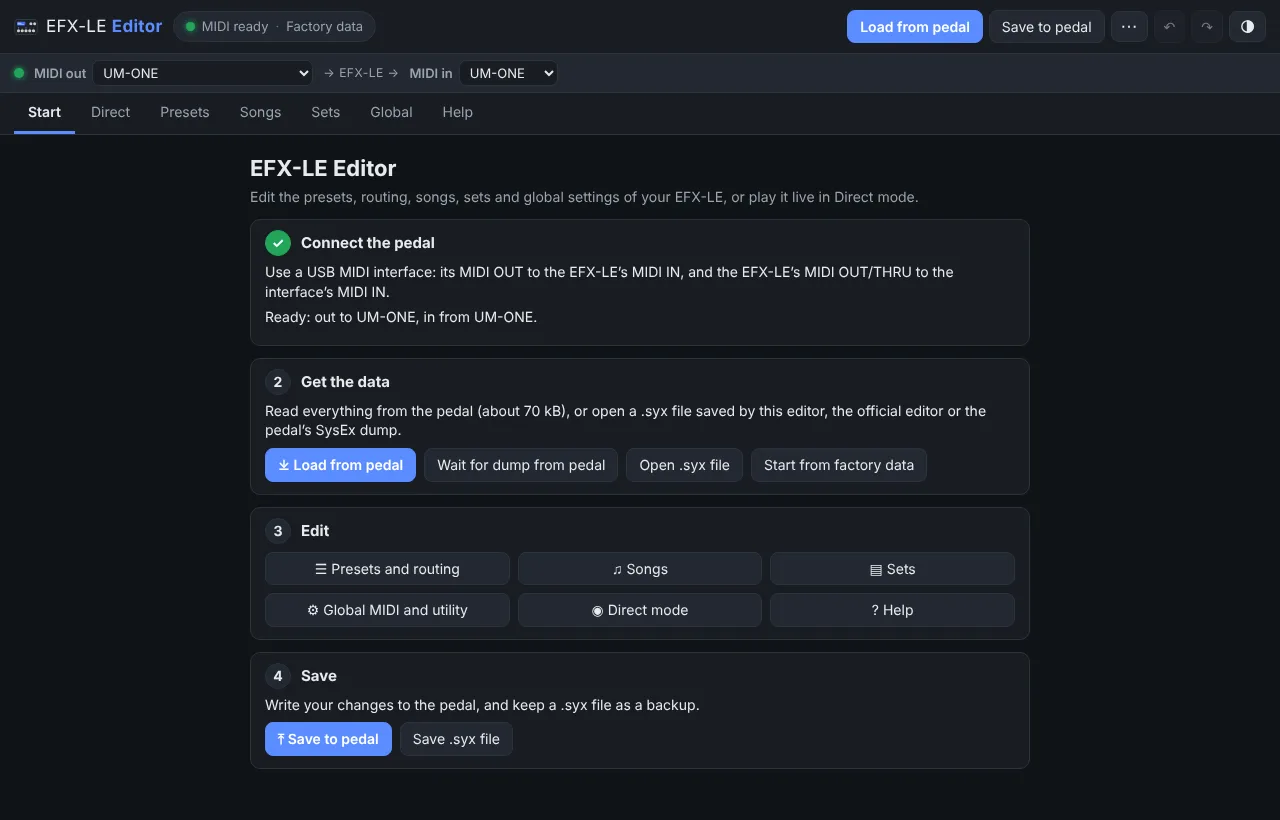 EFX-LE Editor
MIDI ready · Factory data
Load from pedal
Save to pedal
MIDI out
UM-ONE
→ EFX-LE →
MIDI in
UM-ONE
Start
Direct
Presets
Songs
Sets
Global
Help
EFX-LE Editor
Edit the presets, routing, songs, sets and global settings of your EFX-LE, or play it live in Direct mode.
Connect the pedal
Use a USB MIDI interface: its MIDI OUT to the EFX-LE’s MIDI IN, and the EFX-LE’s MIDI OUT/THRU to the
interface’s MIDI IN.
Ready: out to UM-ONE, in from UM-ONE.
2 Get the data
Read everything from the pedal (about 70 kB), or open a .syx file saved by this editor, the official editor or the
pedal’s SysEx dump.
Load from pedal
Wait for dump from pedal
Open .syx file
Start from factory data
3 Edit
☰ Presets and routing
♫ Songs
▤ Sets
⚙ Global MIDI and utility
◉ Direct mode
? Help
4 Save
Write your changes to the pedal, and keep a .syx file as a backup.
Save to pedal
Save .syx file